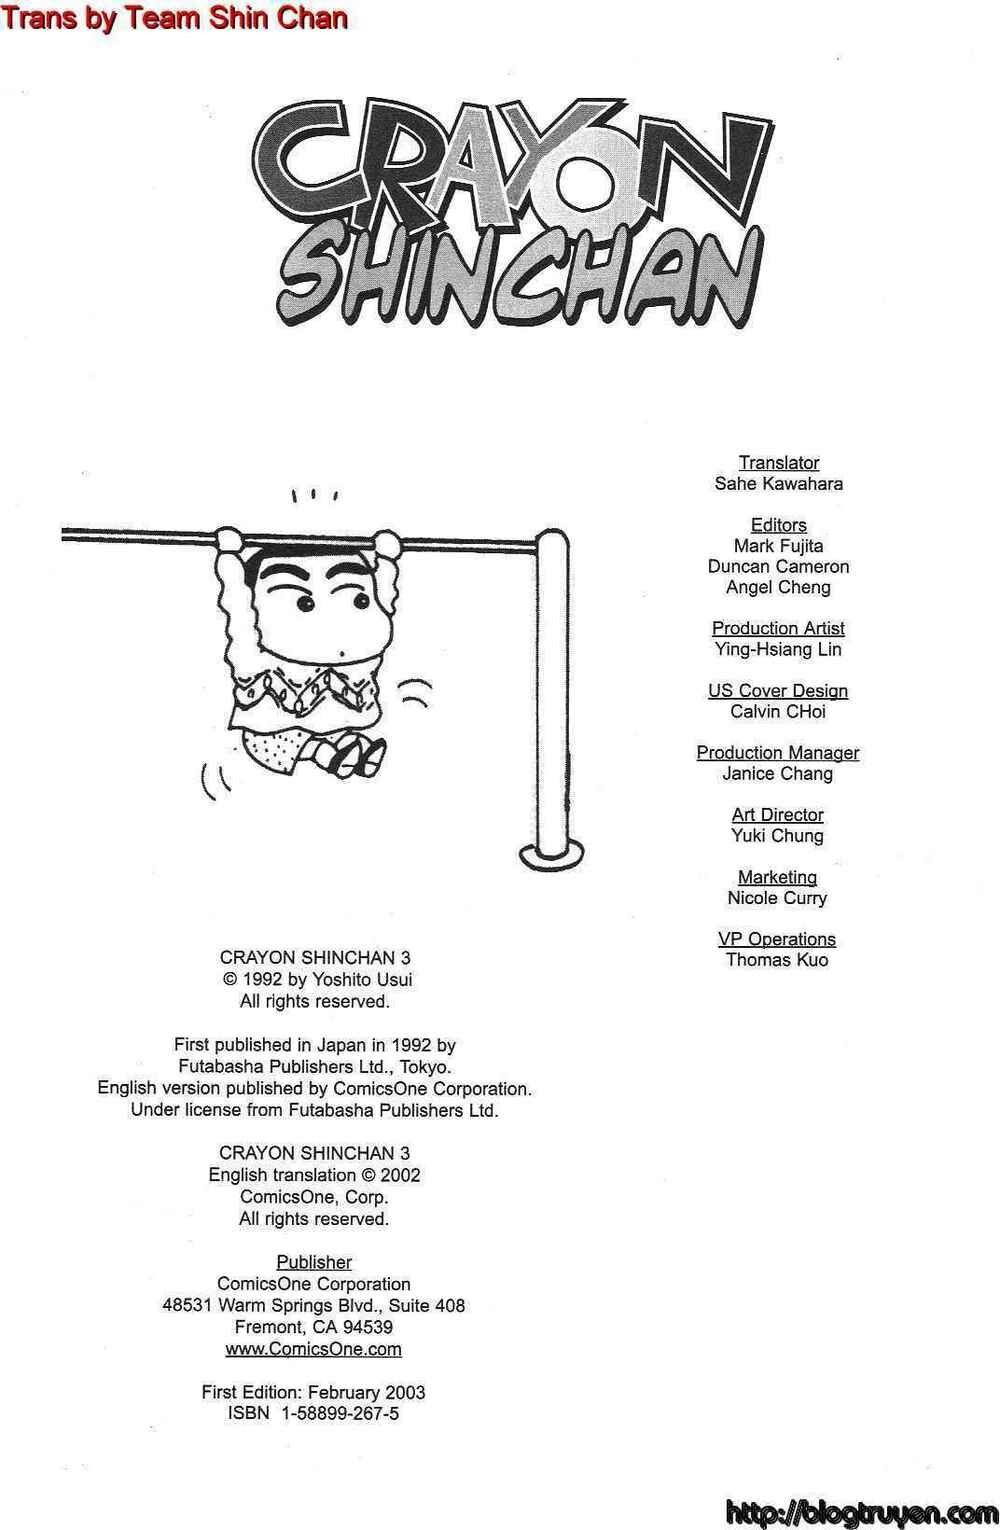 Trans by Team Shin Chan
CRAYON
SHINCHAN
Translator
Sahe Kawahara
Editors
Mark Fujita
Duncan Cameron
Angel Cheng
Production Artist
Ying-Hsiang Lin
US Cover Design
Calvin CHoi
Production Manager
Janice Chang
Art Director
Yuki Chung
Marketing
Nicole Curry
VP Operations
Thomas Kuo
CRAYON SHINCHAN 3
© 1992 by Yoshito Usui
All rights reserved.
First published in Japan in 1992 by
Futabasha Publishers Ltd., Tokyo.
English version published by ComicsOne Corporation.
Under license from Futabasha Publishers Ltd.
CRAYON SHINCHAN 3
English translation © 2002
ComicsOne, Corp.
All rights reserved.
Publisher
ComicsOne Corporation
48531 Warm Springs Blvd., Suite 408
Fremont, CA 94539
www.ComicsOne.com
First Edition: February 2003
ISBN 1-58899-267-5
http://blogtruyen.com